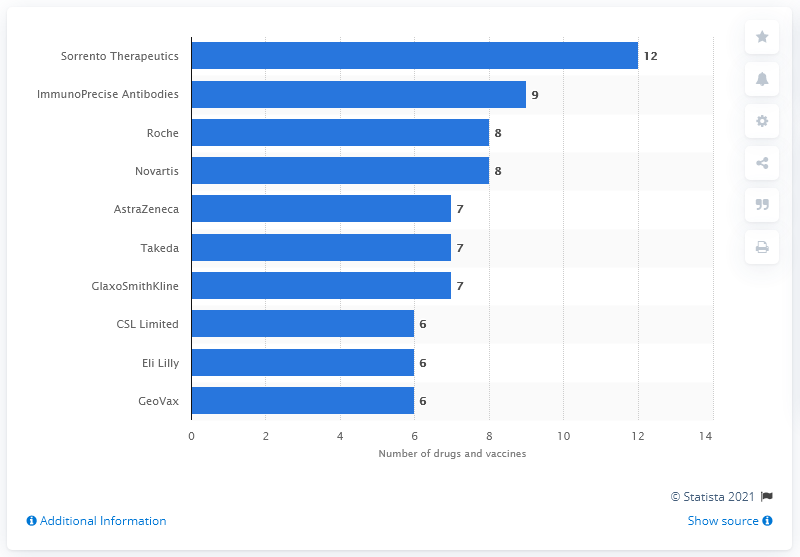 Sorrento Therapeutics 12
ImmunoPrecise Antibodies 9
Roche 8
Novartis 8
AstraZeneca 7
Takeda 7
GlaxoSmithKline 7
CSL Limited 6
Eli Lilly 6
GeoVax 6
0 2 4 6 8 10 12 14
Number of drugs and vaccines
© Statista 2021
Additional Information
Show source